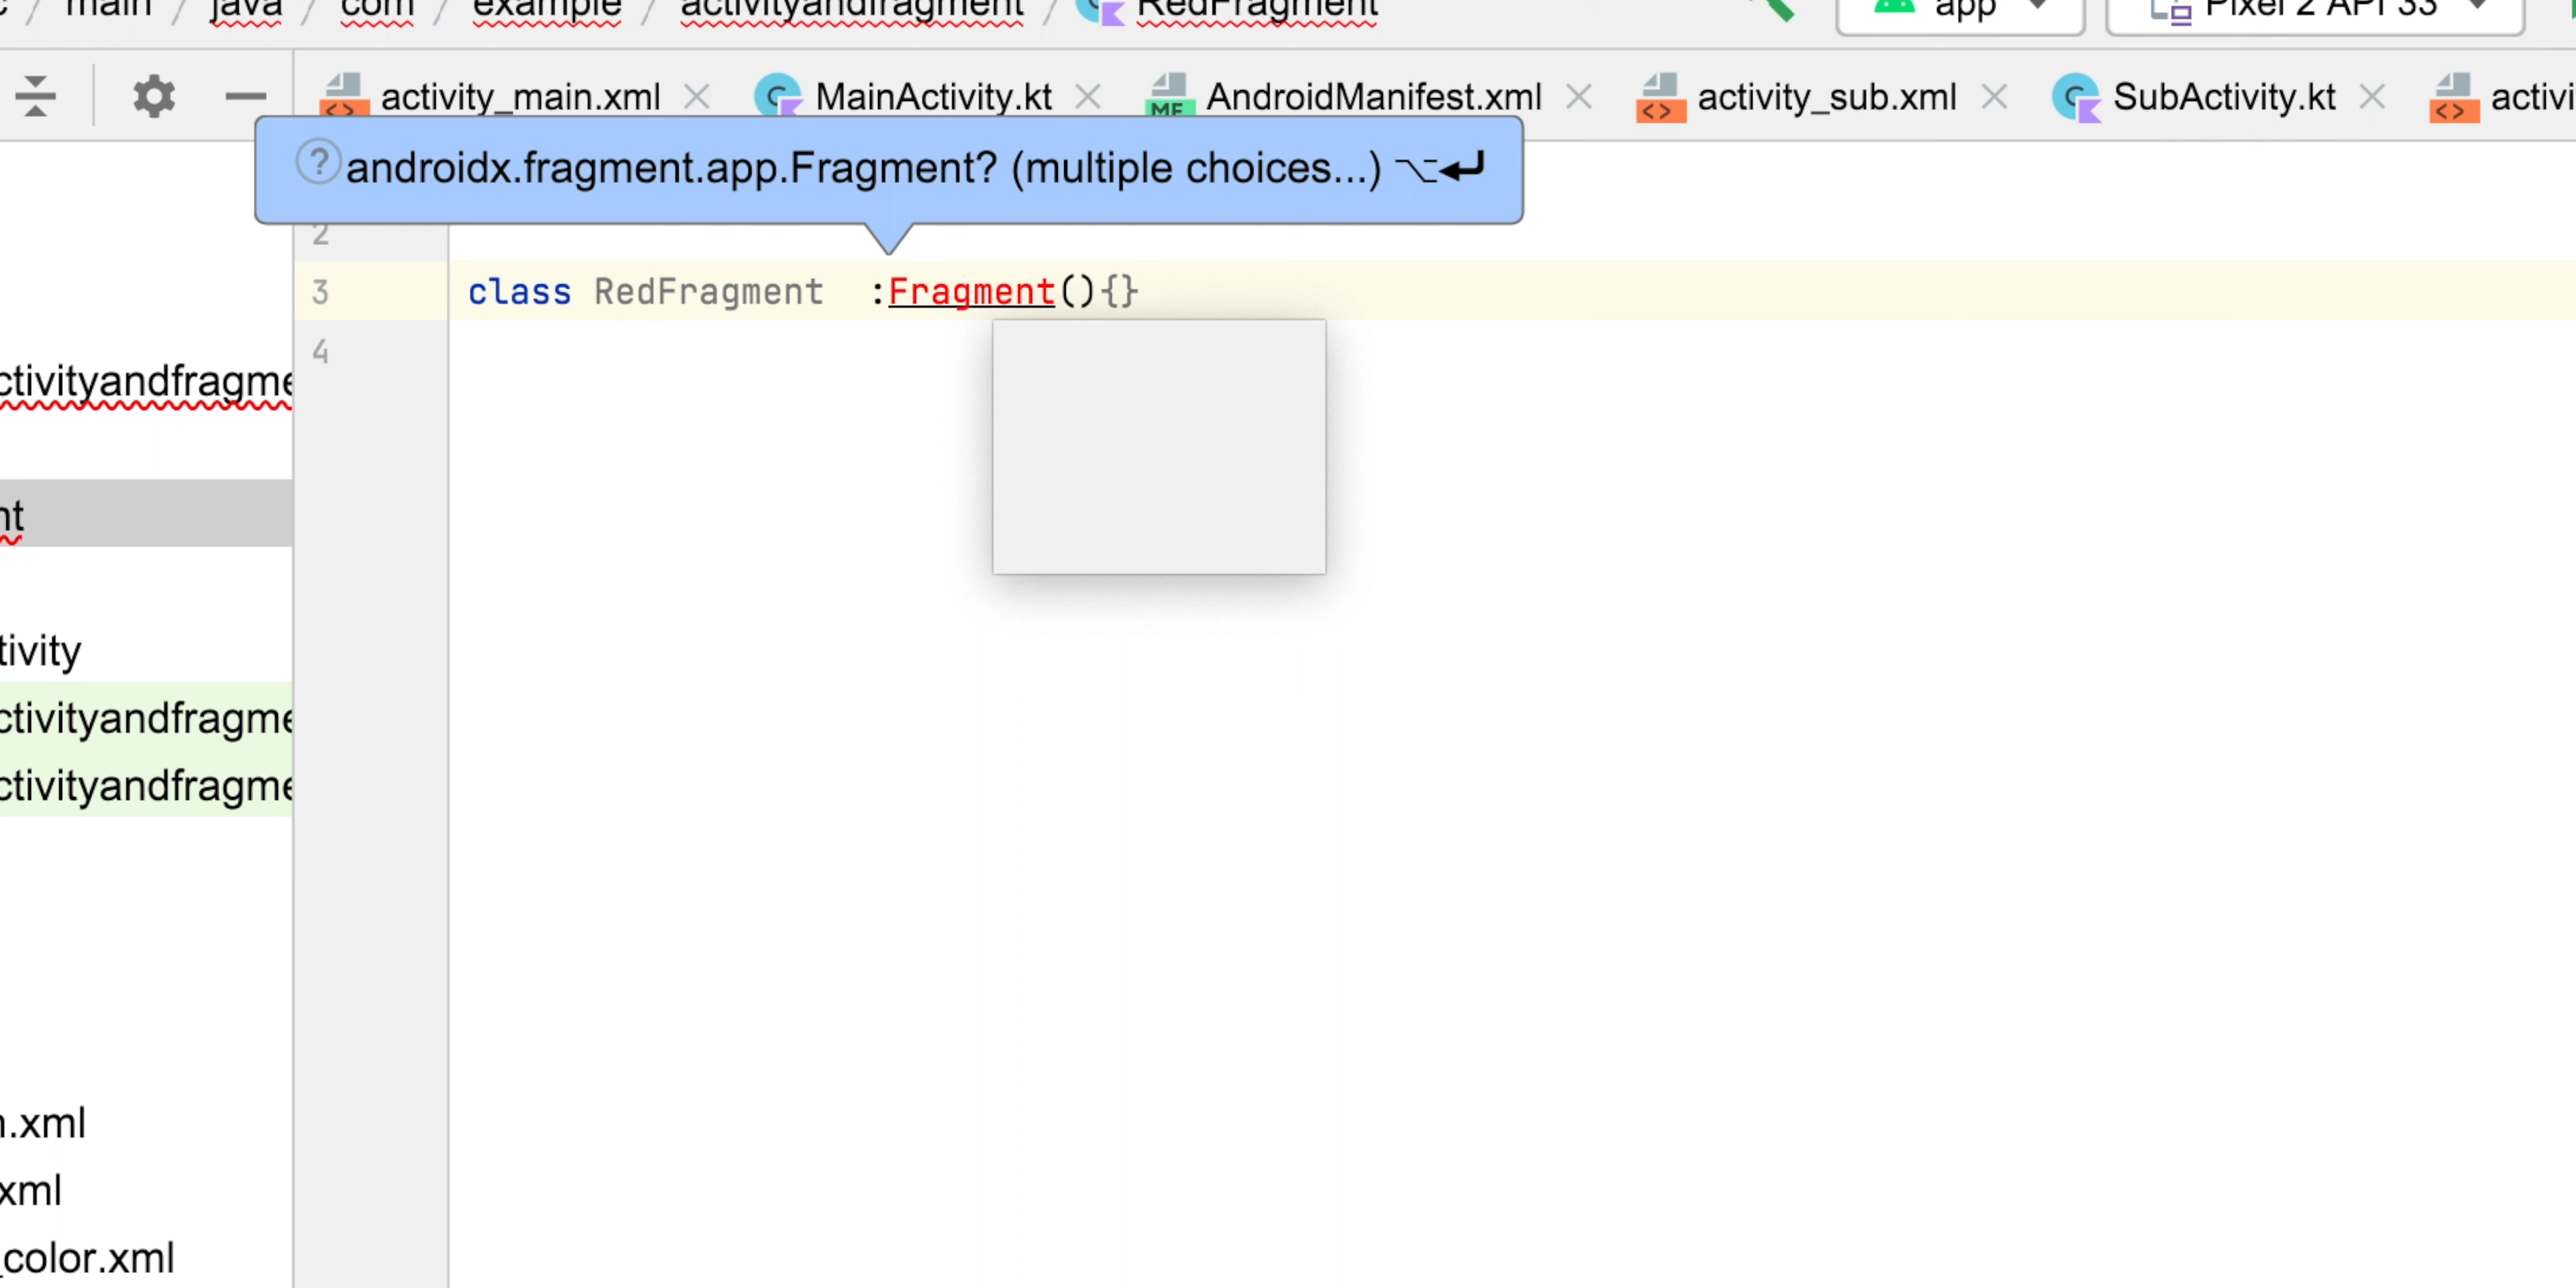 main / java / com / example / activityandfragment / RedFragment app Pixel 2 API 33
activity_main.xml MainActivity.kt AndroidManifest.xml activity_sub.xml SubActivity.kt activi
?androidx.fragment.app.Fragment? (multiple choices...) ⌥↵
2
3 class RedFragment  :Fragment(){}
4
ctivityandfragme
nt
tivity
ctivityandfragme
ctivityandfragme
n.xml
xml
_color.xml